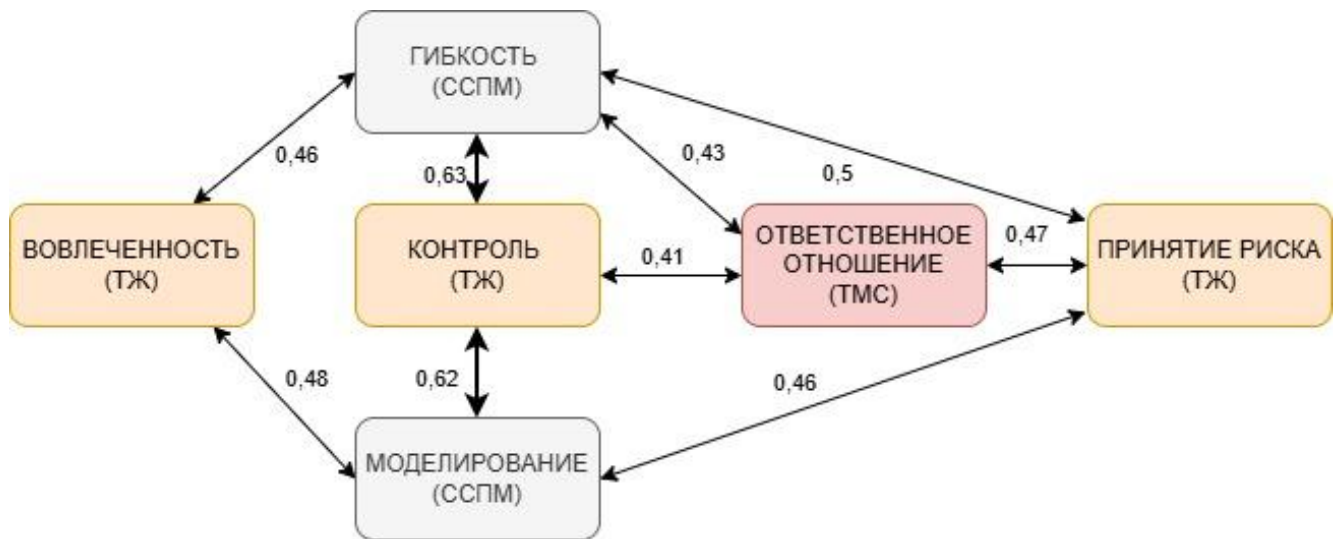 ГИБКОСТЬ
(ССПМ)
0,46
0,63
0,43
0,5
ВОВЛЕЧЕННОСТЬ
(ТЖ)
КОНТРОЛЬ
(ТЖ)
0,41
ОТВЕТСТВЕННОЕ
ОТНОШЕНИЕ
(ТМС)
0,47
ПРИНЯТИЕ РИСКА
(ТЖ)
0,48
0,62
0,46
МОДЕЛИРОВАНИЕ
(ССПМ)